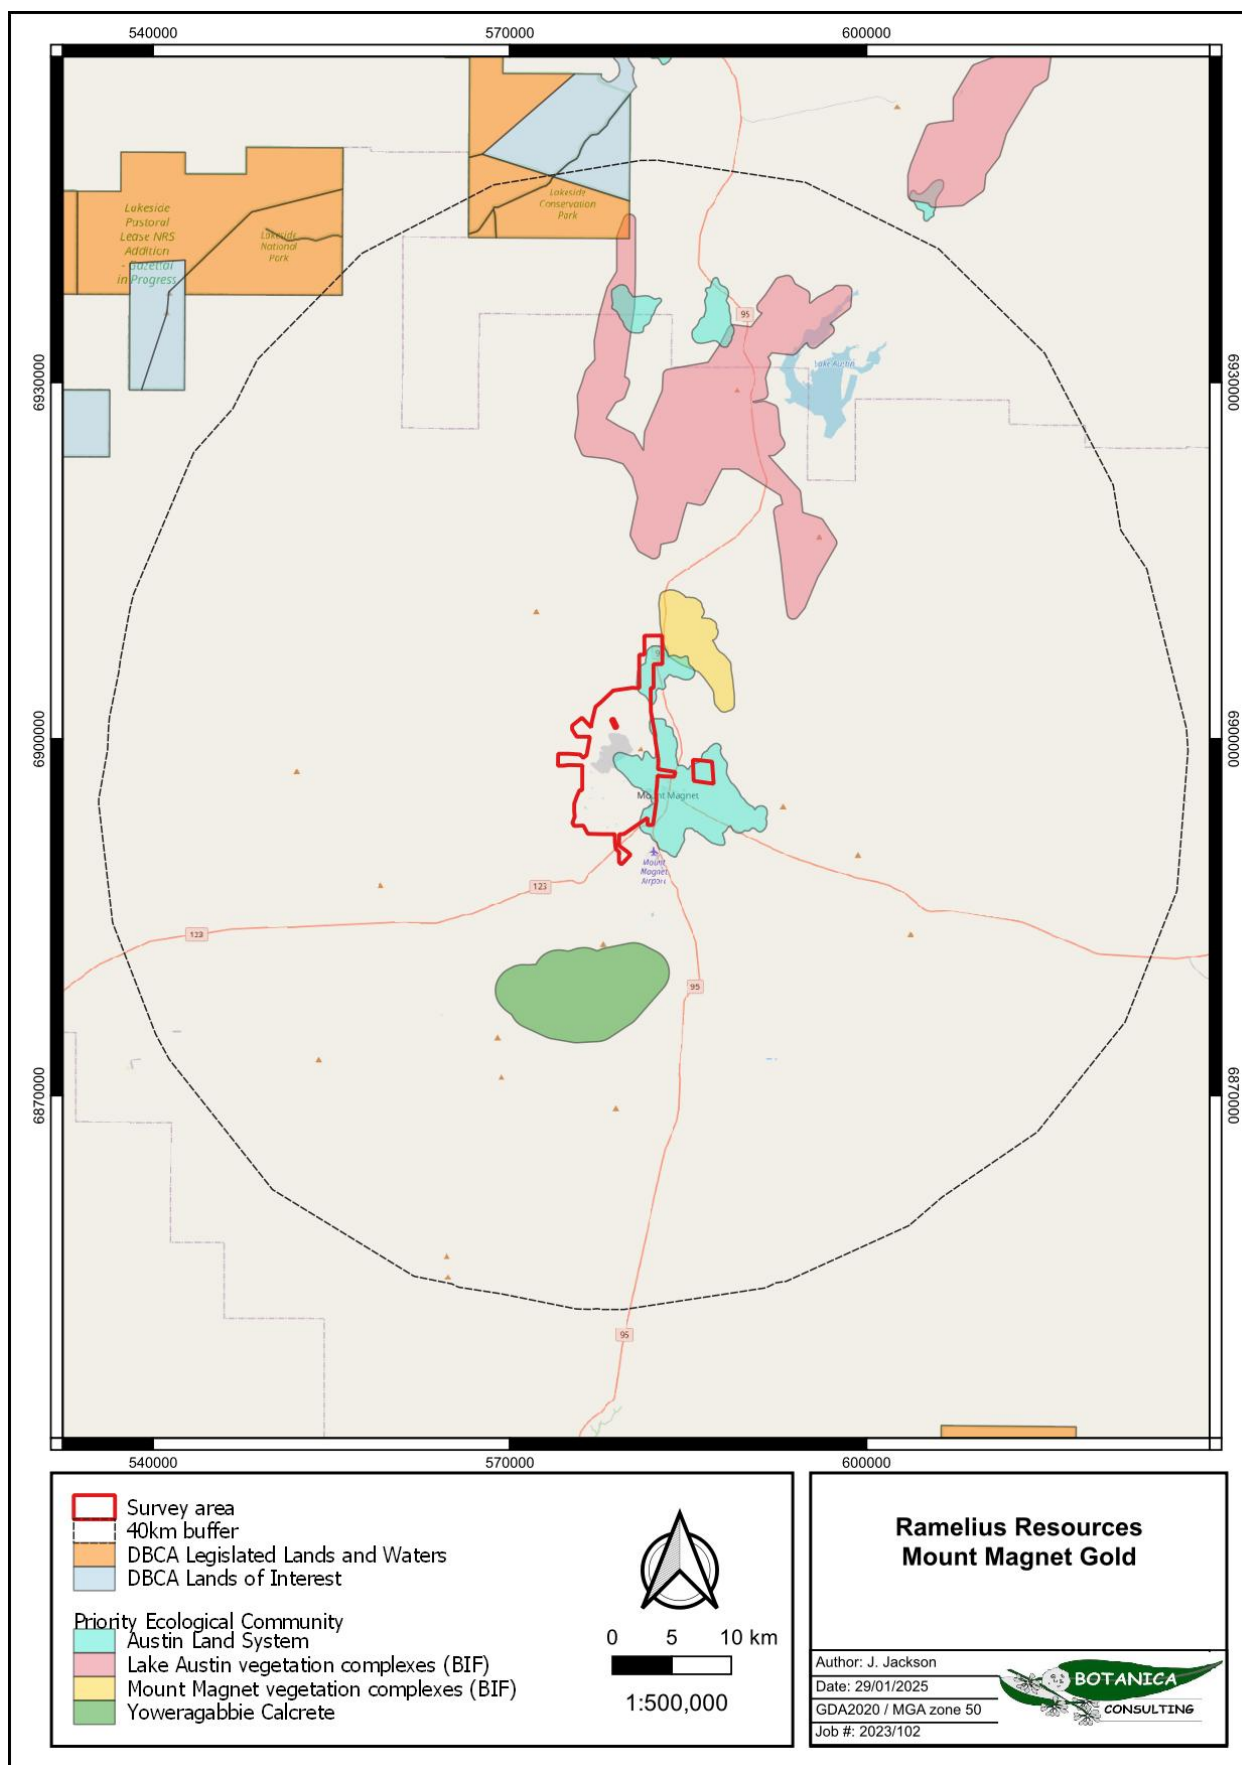 540000
570000
600000
Lakeside
Pastoral
Lease NRS
Addition
- Gazettal
in Progress
Lakeside
National
Park
Lakeside
Conservation
Park
95
Lake Austin
6930000
6930000
6900000
6900000
Mount Magnet
Mount
Magnet
Airport
123
123
95
6870000
6870000
95
540000
570000
600000
Survey area
40km buffer
DBCA Legislated Lands and Waters
DBCA Lands of Interest
Priority Ecological Community
Austin Land System
Lake Austin vegetation complexes (BIF)
Mount Magnet vegetation complexes (BIF)
Yoweragabbie Calcrete
0 5 10 km
1:500,000
Ramelius Resources
Mount Magnet Gold
Author: J. Jackson
Date: 29/01/2025
GDA2020 / MGA zone 50
Job #: 2023/102
BOTANICA
CONSULTING